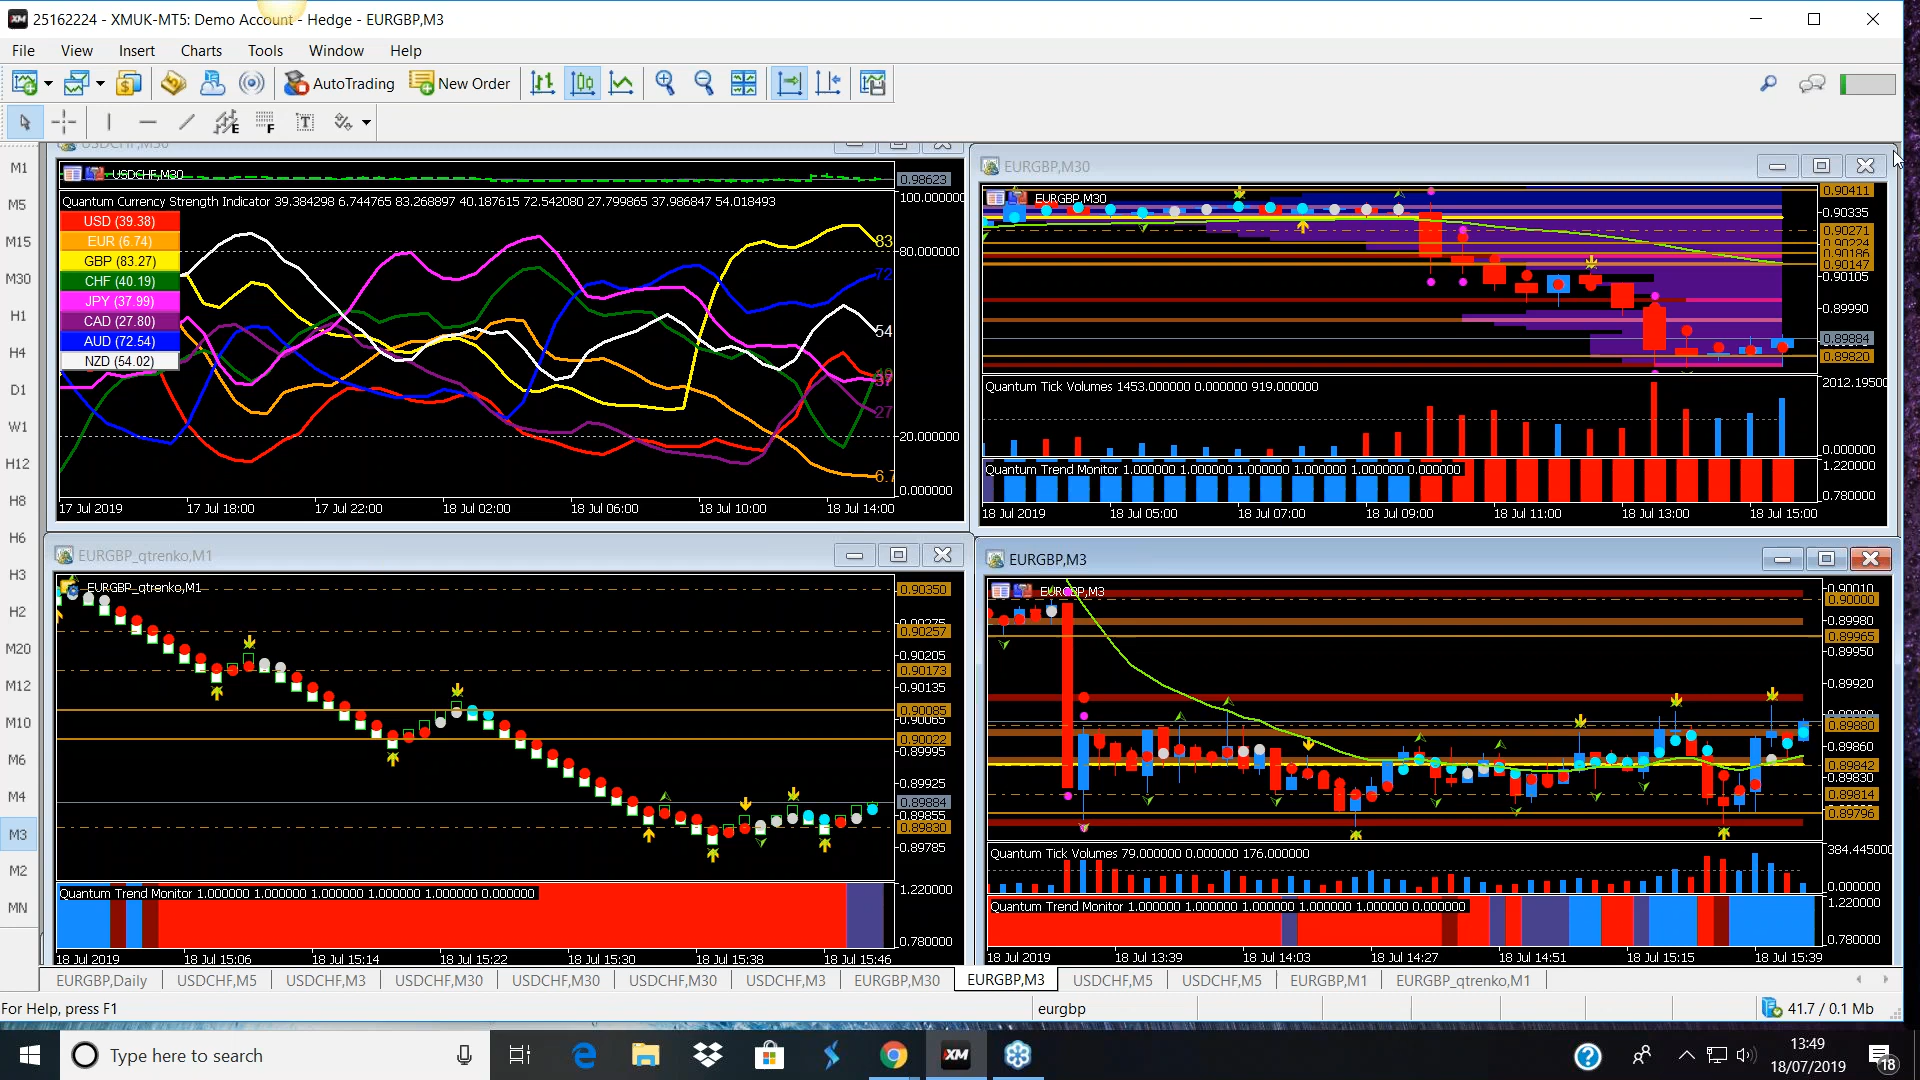 25162224 - XMUK-MT5: Demo Account - Hedge - EURGBP,M3
File View Insert Charts Tools Window Help
AutoTrading New Order
E F T
M1
M5
M15
M30
H1
H4
D1
W1
H12
H8
H6
H3
H2
M20
M12
M10
M6
M4
M3
M2
MN
USDCHF,M30
USDCHF,M30
0.98623
Quantum Currency Strength Indicator 39.384298 6.744765 83.268897 40.187615 72.542080 27.799865 37.986847 54.018493
100.000000
USD (39.38)
EUR (6.74)
GBP (83.27)
CHF (40.19)
JPY (37.99)
CAD (27.80)
AUD (72.54)
NZD (54.02)
83
72
54
37
27
6.7
80.000000
20.000000
0.000000
17 Jul 2019 17 Jul 18:00 17 Jul 22:00 18 Jul 02:00 18 Jul 06:00 18 Jul 10:00 18 Jul 14:00
EURGBP,M30
EURGBP,M30
0.90411
0.90335
0.90271
0.90224
0.90186
0.90147
0.90105
0.89990
0.89884
0.89820
Quantum Tick Volumes 1453.000000 0.000000 919.000000
2012.19500
0.000000
Quantum Trend Monitor 1.000000 1.000000 1.000000 1.000000 1.000000 0.000000
1.220000
0.780000
18 Jul 2019 18 Jul 05:00 18 Jul 07:00 18 Jul 09:00 18 Jul 11:00 18 Jul 13:00 18 Jul 15:00
EURGBP_qtrenko,M1
EURGBP_qtrenko,M1
0.90350
0.90275
0.90257
0.90205
0.90173
0.90135
0.90085
0.90065
0.90022
0.89995
0.89925
0.89884
0.89855
0.89830
0.89785
Quantum Trend Monitor 1.000000 1.000000 1.000000 1.000000 1.000000 0.000000
1.220000
0.780000
18 Jul 2019 18 Jul 15:06 18 Jul 15:14 18 Jul 15:22 18 Jul 15:30 18 Jul 15:38 18 Jul 15:46
EURGBP,M3
EURGBP,M3
0.90010
0.90000
0.89980
0.89965
0.89950
0.89920
0.89880
0.89860
0.89842
0.89830
0.89814
0.89796
Quantum Tick Volumes 79.000000 0.000000 176.000000
384.445000
0.000000
Quantum Trend Monitor 1.000000 1.000000 1.000000 1.000000 1.000000 0.000000
1.220000
0.780000
18 Jul 2019 18 Jul 13:39 18 Jul 14:03 18 Jul 14:27 18 Jul 14:51 18 Jul 15:15 18 Jul 15:39
EURGBP,Daily USDCHF,M5 USDCHF,M3 USDCHF,M30 USDCHF,M30 USDCHF,M30 USDCHF,M3 EURGBP,M30 EURGBP,M3 USDCHF,M5 USDCHF,M5 EURGBP,M1 EURGBP_qtrenko,M1
For Help, press F1 eurgbp 41.7 / 0.1 Mb
Type here to search XM
13:49
18/07/2019
18